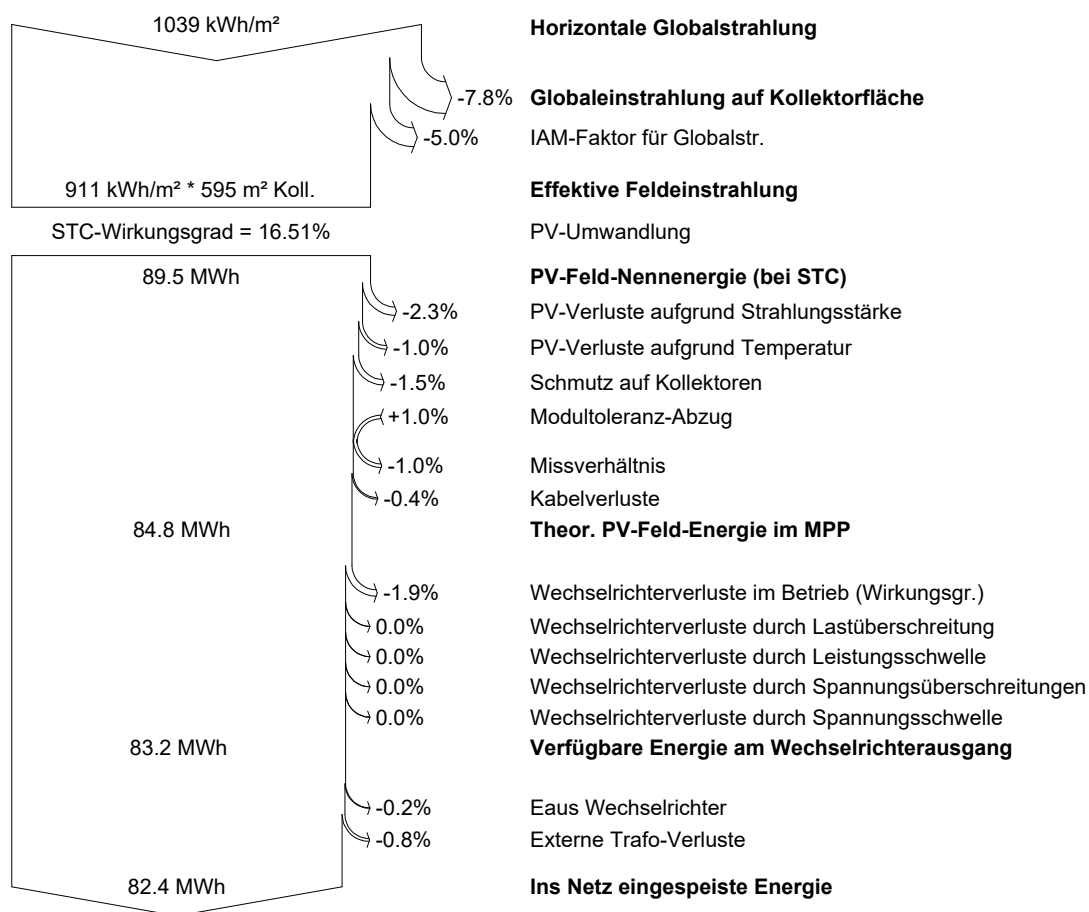 1039 kWh/m² Horizontale Globalstrahlung
-7.8% Globaleinstrahlung auf Kollektorfläche
-5.0% IAM-Faktor für Globalstr.
911 kWh/m² * 595 m² Koll. Effektive Feldeinstrahlung
STC-Wirkungsgrad = 16.51% PV-Umwandlung
89.5 MWh PV-Feld-Nennenergie (bei STC)
-2.3% PV-Verluste aufgrund Strahlungsstärke
-1.0% PV-Verluste aufgrund Temperatur
-1.5% Schmutz auf Kollektoren
+1.0% Modultoleranz-Abzug
-1.0% Missverhältnis
-0.4% Kabelverluste
84.8 MWh Theor. PV-Feld-Energie im MPP
-1.9% Wechselrichterverluste im Betrieb (Wirkungsgr.)
0.0% Wechselrichterverluste durch Lastüberschreitung
0.0% Wechselrichterverluste durch Leistungsschwelle
0.0% Wechselrichterverluste durch Spannungsüberschreitungen
0.0% Wechselrichterverluste durch Spannungsschwelle
83.2 MWh Verfügbare Energie am Wechselrichterausgang
-0.2% Eaus Wechselrichter
-0.8% Externe Trafo-Verluste
82.4 MWh Ins Netz eingespeiste Energie